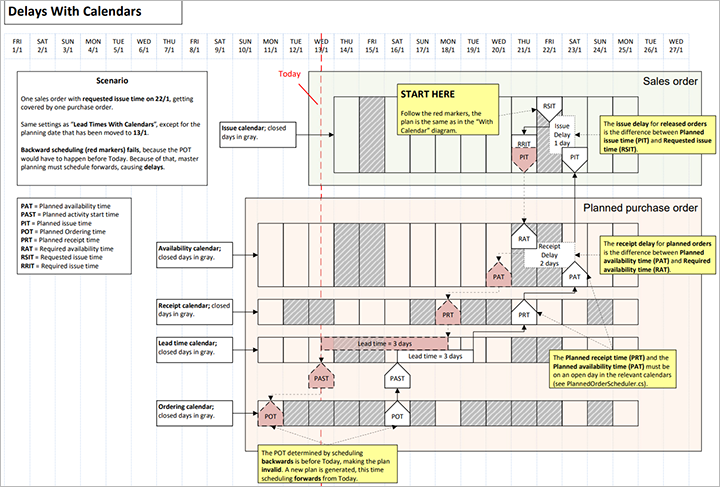 Delays With Calendars
FRI SAT SUN MON TUE WED THU FRI SAT SUN MON TUE WED THU FRI SAT SUN MON THU FRI SAT SUN MON TUE WED
1/1 2/1 3/1 4/1 5/1 6/1 7/1 8/1 9/1 10/1 11/1 12/1 13/1 14/1 15/1 16/1 17/1 18/1 21/1 22/1 23/1 24/1 25/1 26/1 27/1
Scenario
One sales order with requested issue time on 22/1, getting
covered by one purchase order.
Same settings as "Lead Times With Calendars", except for the
planning date that has been moved to 13/1.
Backward scheduling (red markers) fails, because the POT
would have to happen before Today. Because of that, master
planning must schedule forwards, causing delays.
PAT = Planned availability time
PAST = Planned activity start time
PIT = Planned issue time
POT = Planned Ordering time
PRT = Planned receipt time
RAT = Required availability time
RSIT = Requested issue time
RRIT = Required issue time
Today
Sales order
START HERE
Follow the red markers, the
plan is the same as in the "With
Calendar" diagram.
Issue calendar; closed
days in gray.
RSIT
Issue
Delay
1 day
RRIT
PIT
PIT
The issue delay for released orders
is the difference between Planned
issue time (PIT) and Requested issue
time (RSIT).
Planned purchase order
Availability calendar;
closed days in gray.
RAT
Receipt
Delay
2 days
PAT
PAT
The receipt delay for planned orders
is the difference between Planned
availability time (PAT) and Required
availability time (RAT).
Receipt calendar; closed
days in gray.
PRT
PRT
Lead time calendar;
closed days in gray.
Lead time = 3 days
Lead time = 3 days
PAST
PAST
The Planned receipt time (PRT) and the
Planned availability time (PAT) must be
on an open day in the relevant calendars
(see PlannedOrderScheduler.cs).
Ordering calendar;
closed days in gray.
POT
POT
The POT determined by scheduling
backwards is before Today, making the plan
invalid. A new plan is generated, this time
scheduling forwards from Today.